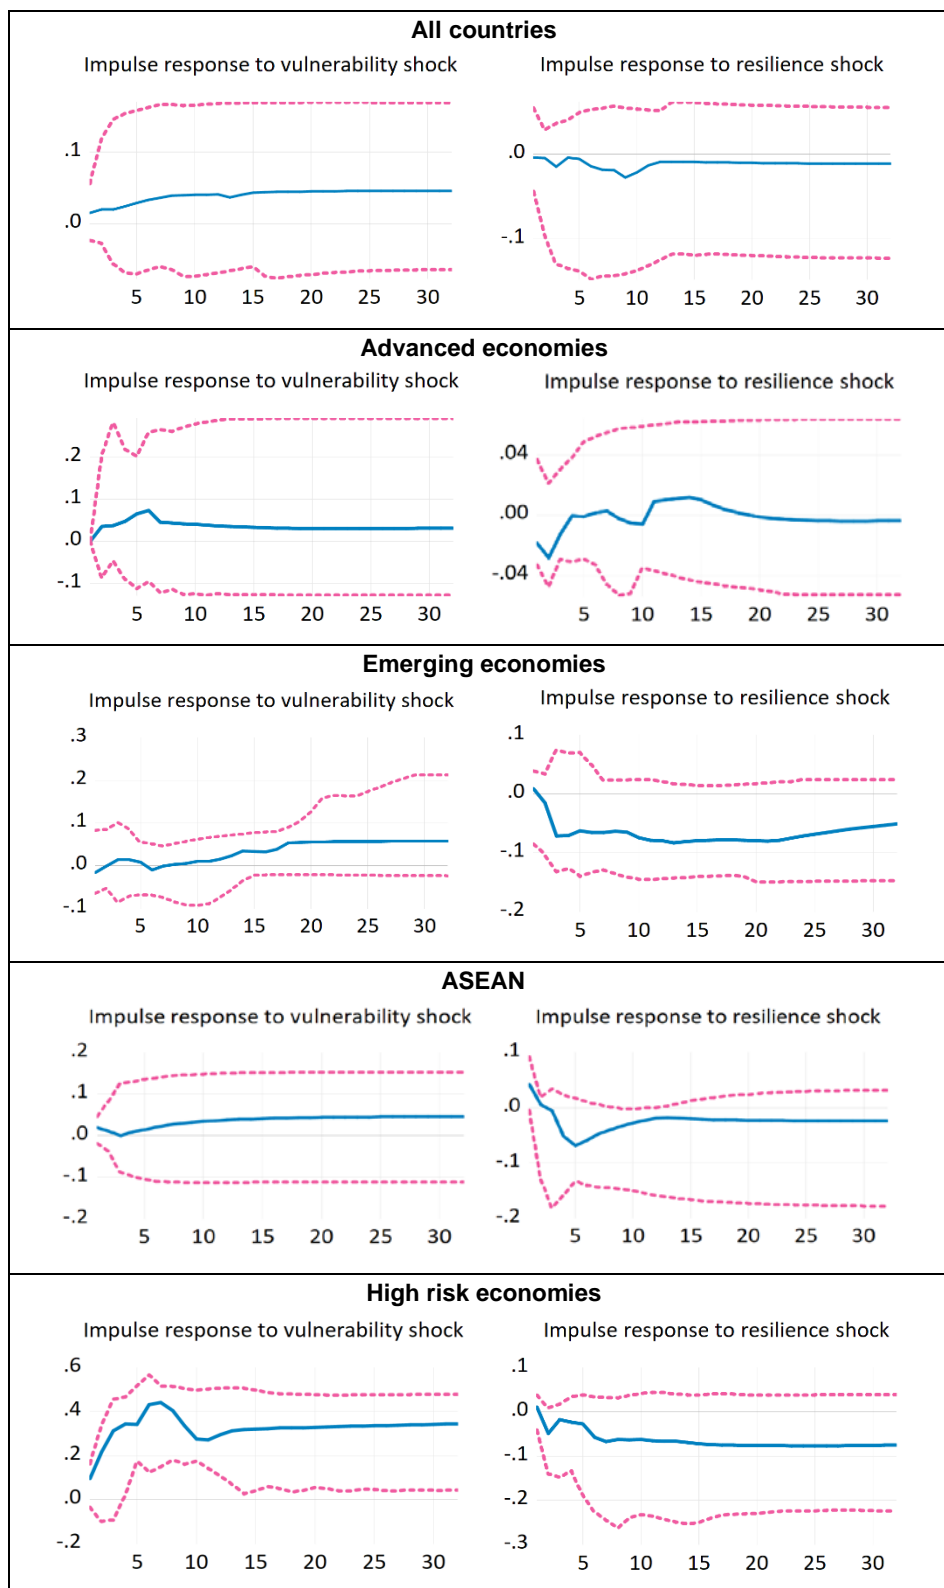 All countries
Impulse response to vulnerability shock
.1
.0
5 10 15 20 25 30
Impulse response to resilience shock
.0
-.1
5 10 15 20 25 30
Advanced economies
Impulse response to vulnerability shock
.2
.1
.0
-.1
5 10 15 20 25 30
Impulse response to resilience shock
.04
.00
-.04
5 10 15 20 25 30
Emerging economies
Impulse response to vulnerability shock
.3
.2
.1
.0
-.1
5 10 15 20 25 30
Impulse response to resilience shock
.1
.0
-.1
-.2
5 10 15 20 25 30
ASEAN
Impulse response to vulnerability shock
.2
.1
.0
-.1
-.2
5 10 15 20 25 30
Impulse response to resilience shock
.1
.0
-.1
-.2
5 10 15 20 25 30
High risk economies
Impulse response to vulnerability shock
.6
.4
.2
.0
-.2
5 10 15 20 25 30
Impulse response to resilience shock
.1
.0
-.1
-.2
-.3
5 10 15 20 25 30